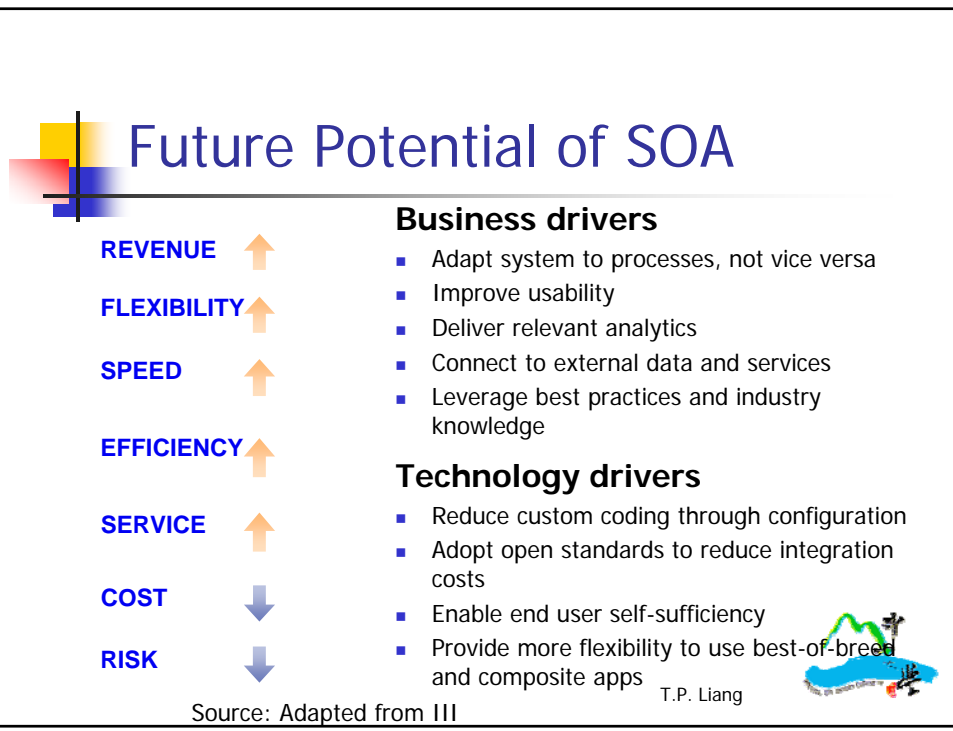 Future Potential of SOA
REVENUE
FLEXIBILITY
SPEED
EFFICIENCY
SERVICE
COST
RISK
Business drivers
Adapt system to processes, not vice versa
Improve usability
Deliver relevant analytics
Connect to external data and services
Leverage best practices and industry
knowledge
Technology drivers
Reduce custom coding through configuration
Adopt open standards to reduce integration
costs
Enable end user self-sufficiency
Provide more flexibility to use best-of-breed
and composite apps
T.P. Liang
Source: Adapted from III